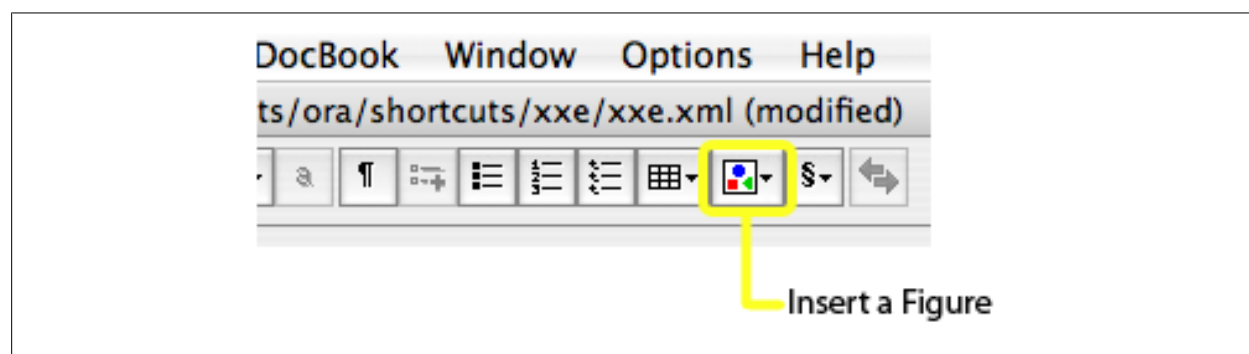 DocBook Window Options Help
ts/ora/shortcuts/xxe/xxe.xml (modified)
a ¶ § 
Insert a Figure